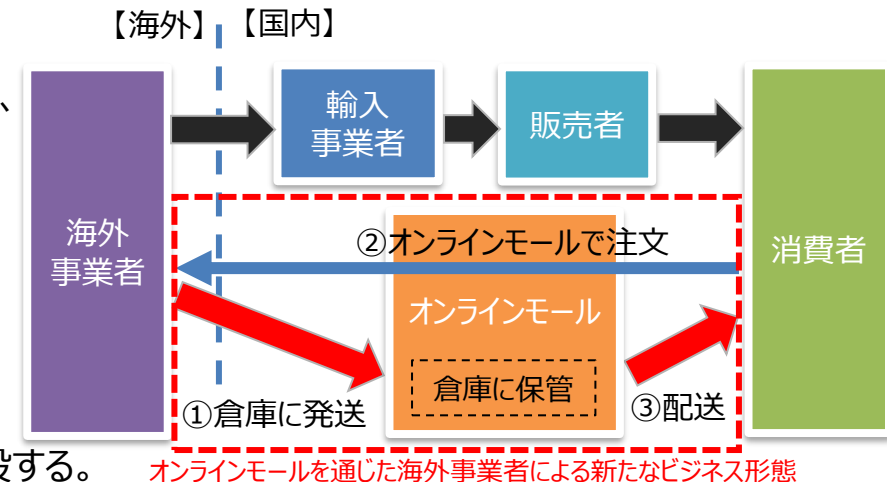 【海外】
【国内】
、
輸入
事業者
販売者
海外
事業者
②オンラインモールで注文
消費者
オンラインモール
倉庫に保管
①倉庫に発送
③配送
する。
オンラインモールを通じた海外事業者による新たなビジネス形態